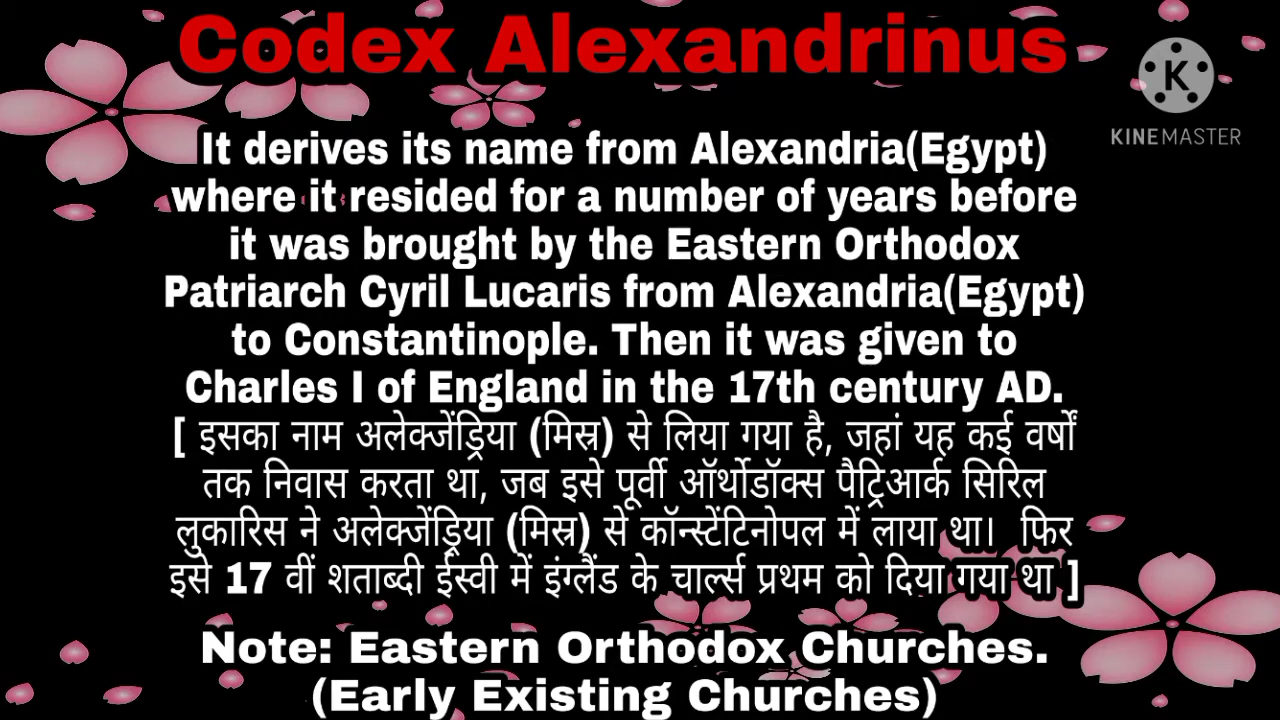 Codex Alexandrinus
K
KINEMASTER
It derives its name from Alexandria(Egypt)
where it resided for a number of years before
it was brought by the Eastern Orthodox
Patriarch Cyril Lucaris from Alexandria(Egypt)
to Constantinople. Then it was given to
Charles I of England in the 17th century AD.
[ इसका नाम अलेक्जेंड्रिया (मिस्र) से लिया गया है, जहां यह कई वर्षों
तक निवास करता था, जब इसे पूर्वी ऑर्थोडॉक्स पैट्रिआर्क सिरिल
लुकारिस ने अलेक्जेंड्रिया (मिस्र) से कॉन्स्टेंटिनोपल में लाया था। फिर
इसे 17 वीं शताब्दी ईस्वी में इंग्लैंड के चार्ल्स प्रथम को दिया गया था ]
Note: Eastern Orthodox Churches.
(Early Existing Churches)